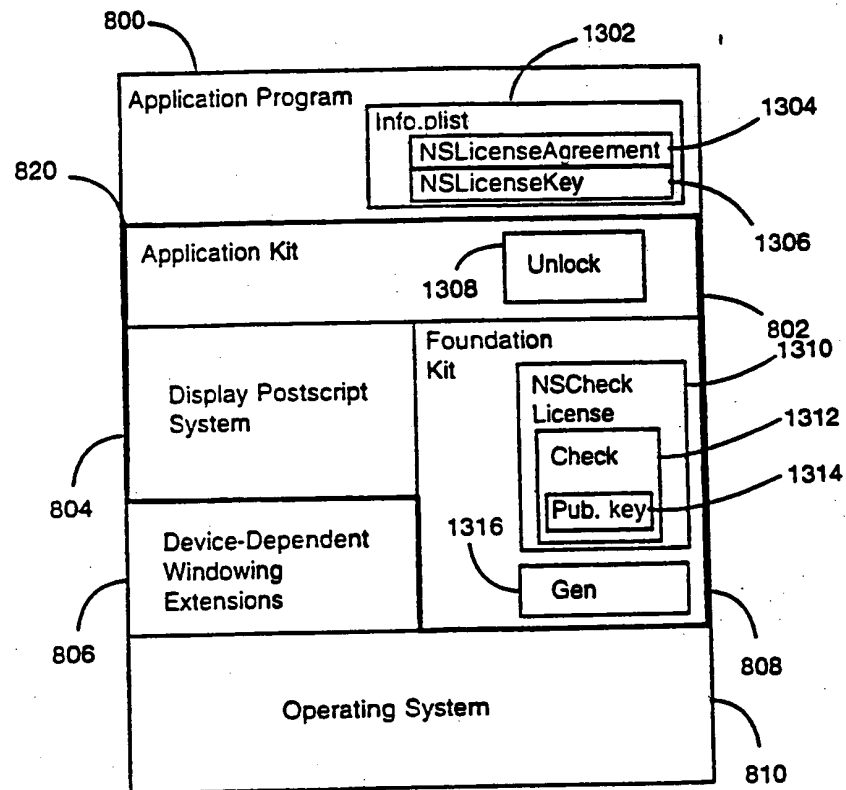 800
1302
Application Program
Info.plist
1304
NSLicenseAgreement
820
NSLicenseKey
1306
Application Kit
Unlock
1308
802
Foundation
Kit
1310
NSCheck
License
Display Postscript
System
1312
Check
1314
Pub. key
804
1316
Device-Dependent
Windowing
Extensions
Gen
806
808
Operating System
810